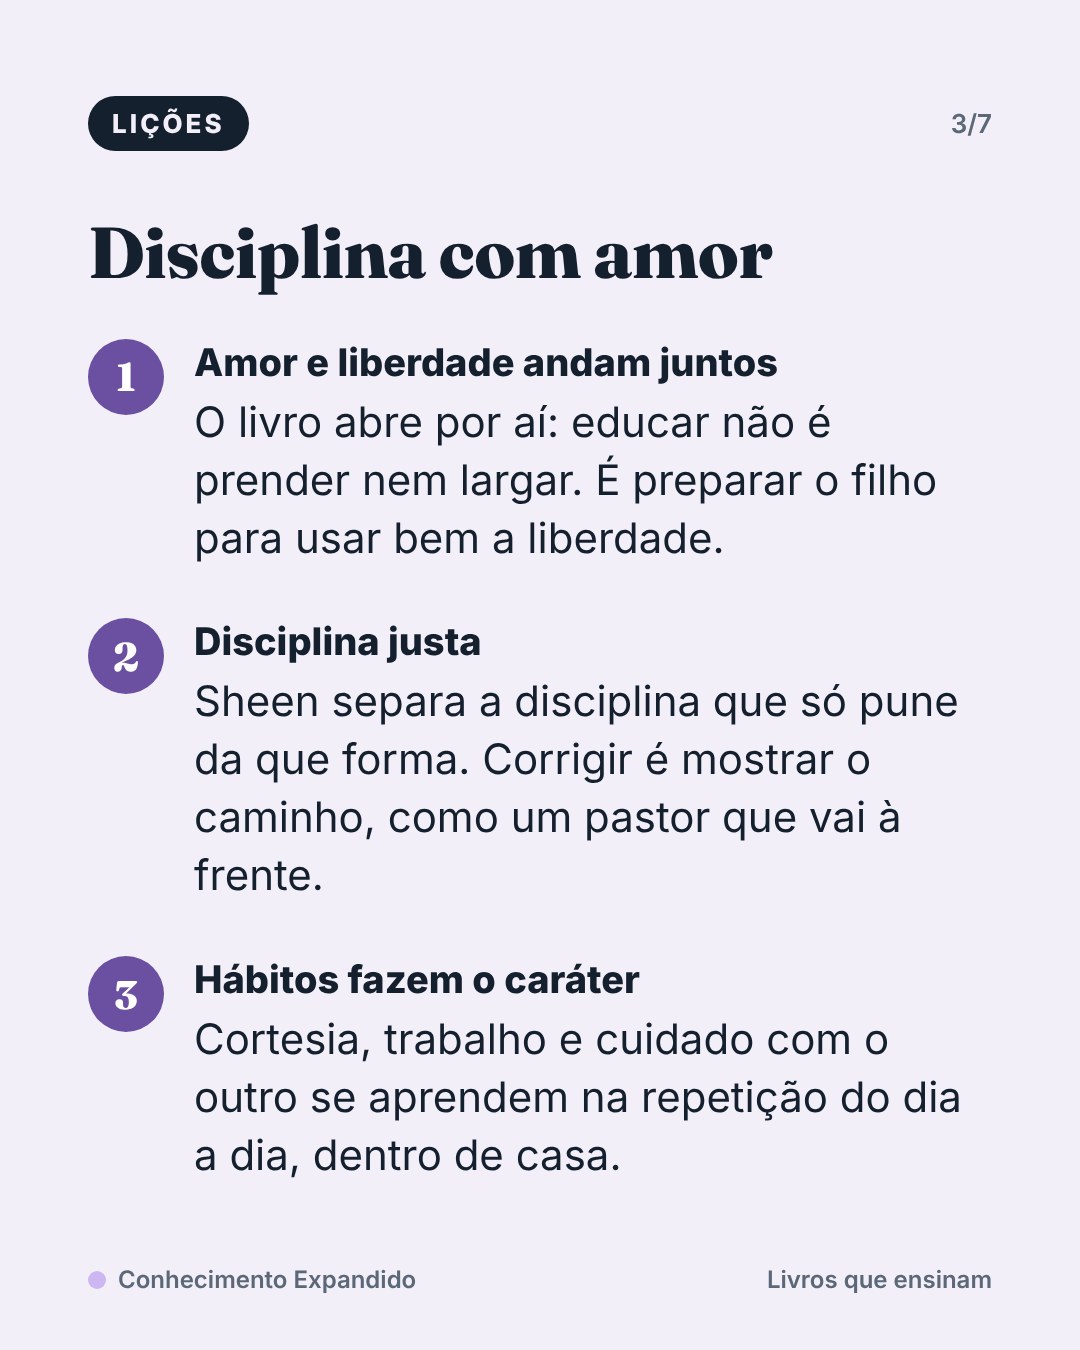 LIÇÕES
3/7
Disciplina com amor
1
Amor e liberdade andam juntos
O livro abre por aí: educar não é
prender nem largar. É preparar o filho
para usar bem a liberdade.
2
Disciplina justa
Sheen separa a disciplina que só pune
da que forma. Corrigir é mostrar o
caminho, como um pastor que vai à
frente.
3
Hábitos fazem o caráter
Cortesia, trabalho e cuidado com o
outro se aprendem na repetição do dia
a dia, dentro de casa.
Conhecimento Expandido
Livros que ensinam